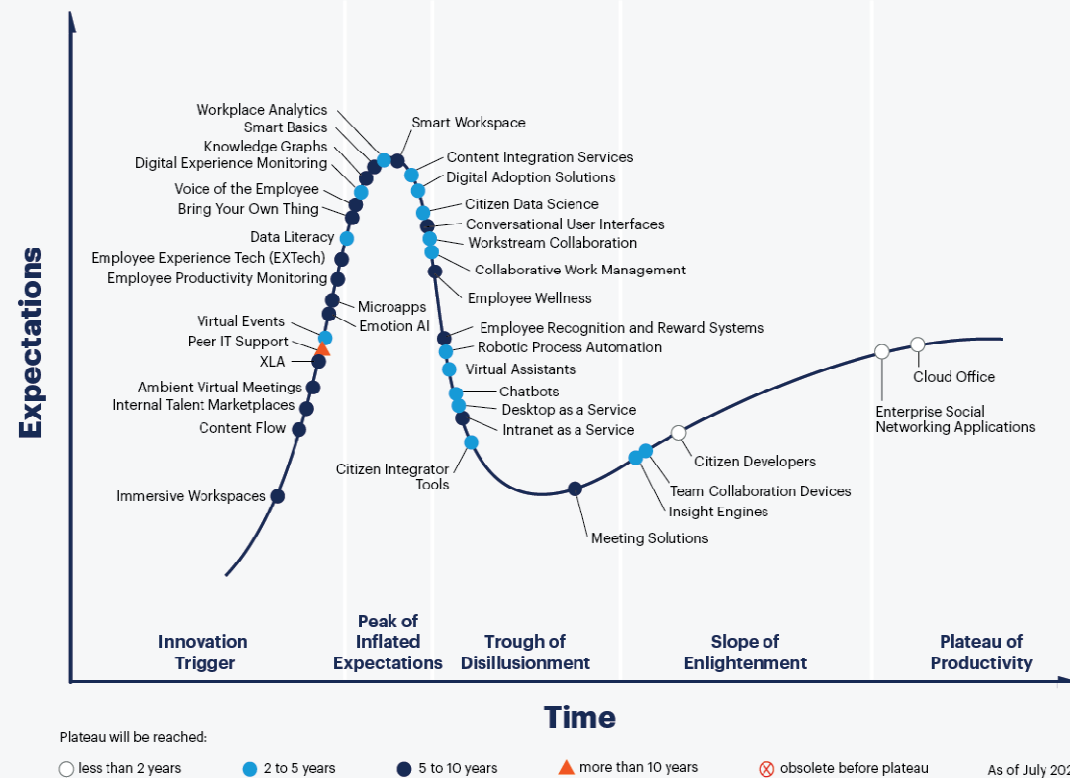 Expectations
Workplace Analytics
Smart Basics
Knowledge Graphs
Digital Experience Monitoring
Voice of the Employee
Bring Your Own Thing
Data Literacy
Employee Experience Tech (EXTech)
Employee Productivity Monitoring
Microapps
Emotion AI
Virtual Events
Peer IT Support
XLA
Ambient Virtual Meetings
Internal Talent Marketplaces
Content Flow
Immersive Workspaces
Smart Workspace
Content Integration Services
Digital Adoption Solutions
Citizen Data Science
Conversational User Interfaces
Workstream Collaboration
Collaborative Work Management
Employee Wellness
Employee Recognition and Reward Systems
Robotic Process Automation
Virtual Assistants
Chatbots
Desktop as a Service
Intranet as a Service
Citizen Integrator
Tools
Meeting Solutions
Insight Engines
Team Collaboration Devices
Citizen Developers
Enterprise Social
Networking Applications
Cloud Office
Innovation
Trigger
Peak of
Inflated
Expectations
Trough of
Disillusionment
Slope of
Enlightenment
Plateau of
Productivity
Time
Plateau will be reached:
less than 2 years
2 to 5 years
5 to 10 years
more than 10 years
obsolete before plateau
As of July 202